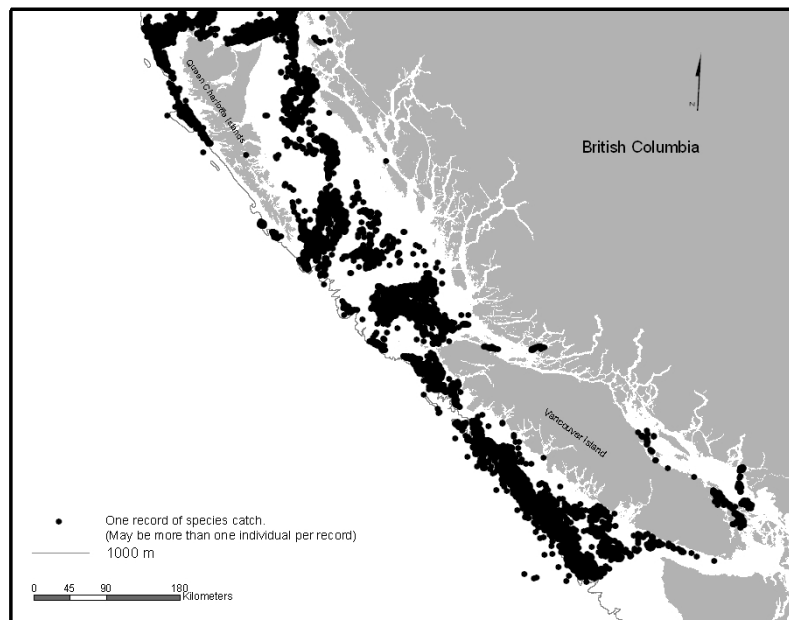 Queen Charlotte Islands
N
British Columbia
Vancouver Island
One record of species catch.
(May be more than one individual per record)
1000 m
0 45 90 180
Kilometers